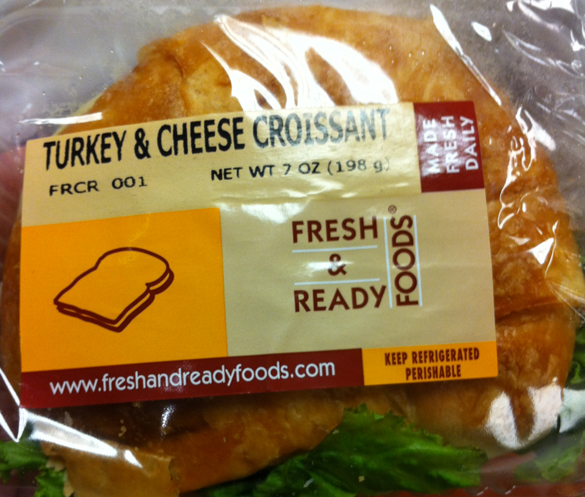 TURKEY & CHEESE CROISSANT
FRCR 001
NET WT 7 OZ (198 g)
MADE
FRESH
DAILY
FRESH
&
READY
FOODS®
www.freshandreadyfoods.com
KEEP REFRIGERATED
PERISHABLE